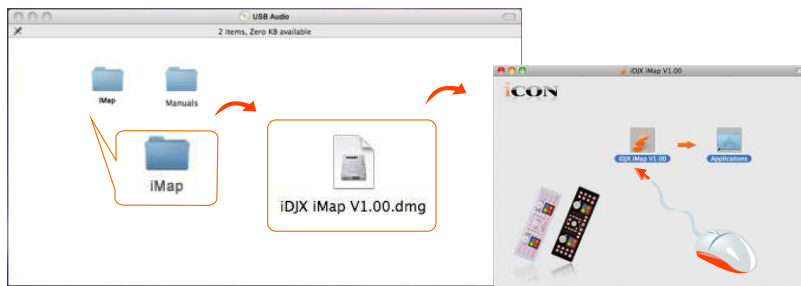 USB Audio
2 items, Zero KB available
iMap
Manuals
iMap
iDJX iMap V1.00.dmg
iDJX iMap V1.00
iCON
iDJX iMap V1.00
Applications